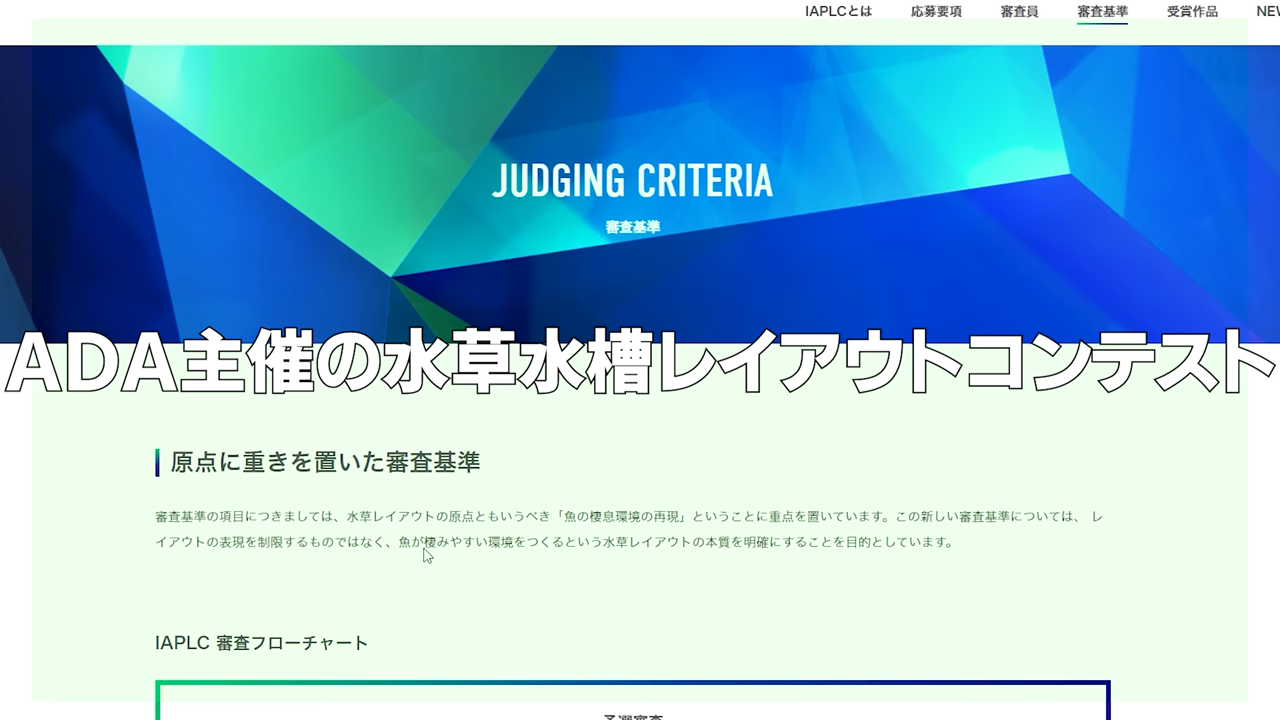 IAPLCとは 応募要項 審査員 審査基準 受賞作品
JUDGING CRITERIA
審査基準
ADA主催の水草水槽レイアウトコンテスト
原点に重きを置いた審査基準
審査基準の項目につきましては、水草レイアウトの原点ともいうべき「魚の棲息環境の再現」ということに重点を置いています。この新しい審査基準については、 レ
イアウトの表現を制限するものではなく、魚が棲みやすい環境をつくるという水草レイアウトの本質を明確にすることを目的としています。
IAPLC 審査フローチャート
予選審査